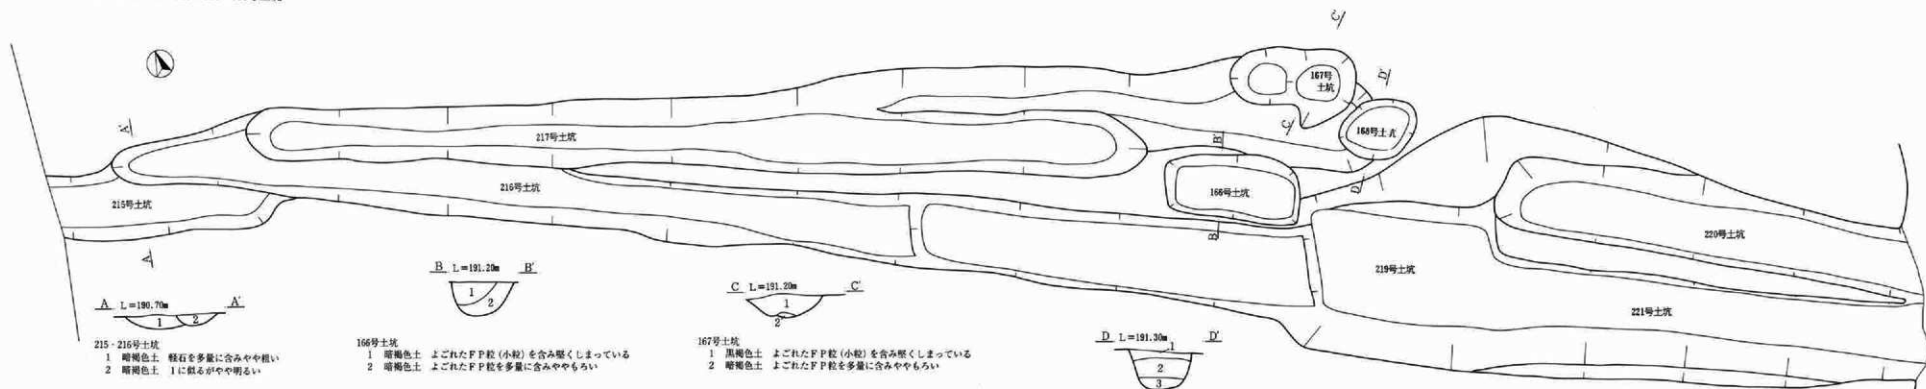 C
167号
土坑
D'
168号土坑
A'
217号土坑
C'
B'
216号土坑
166号土坑
D
215号土坑
B
220号土坑
A
219号土坑
221号土坑
A L=190.70m A'
1 2
B L=191.20m B'
1 2
C L=191.20m C'
1
2
D L=191.30m D'
1
2
3
215・216号土坑
1 暗褐色土 軽石を多量に含みやや粗い
2 暗褐色土 1に似るがやや明るい
166号土坑
1 暗褐色土 よごれたFP粒(小粒)を含み堅くしまっている
2 暗褐色土 よごれたFP粒を多量に含みややもろい
167号土坑
1 黒褐色土 よごれたFP粒(小粒)を含み堅くしまっている
2 暗褐色土 よごれたFP粒を多量に含みややもろい